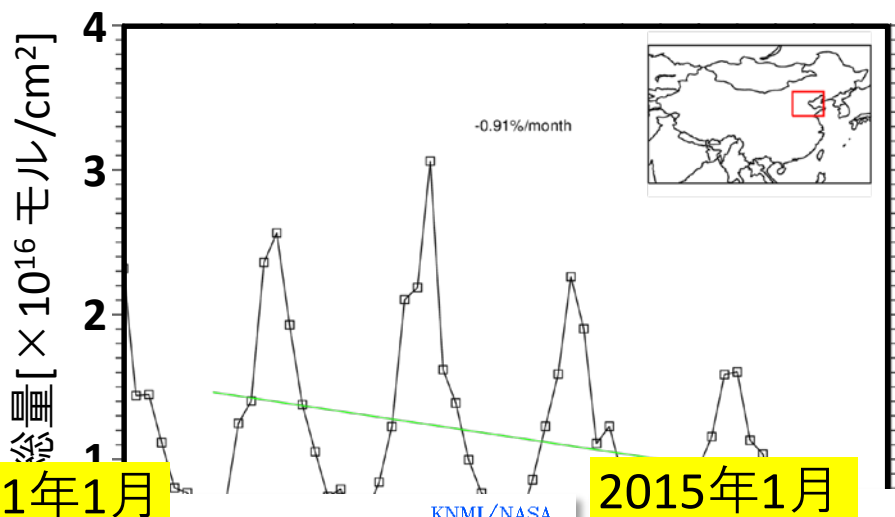 4
3
2
1
総量[×10¹⁶ モル/cm²]
-0.91%/month
1年1月
2015年1月
KNMI/NASA